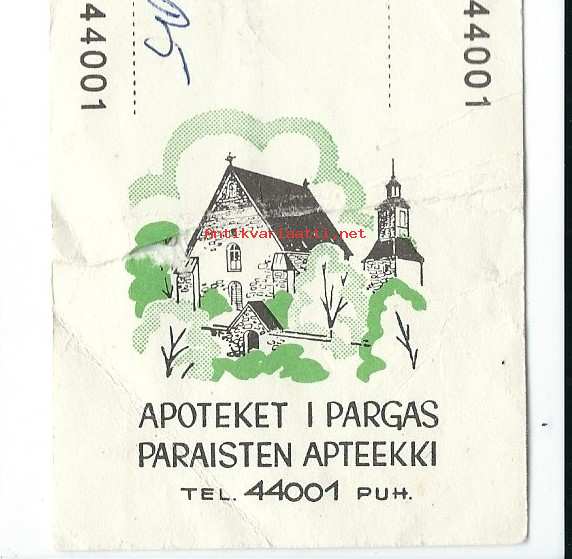 44001
44001
Antikvariaatti.net
APOTEKET I PARGAS
PARAISTEN APTEEKKI
TEL. 44001 PUH.